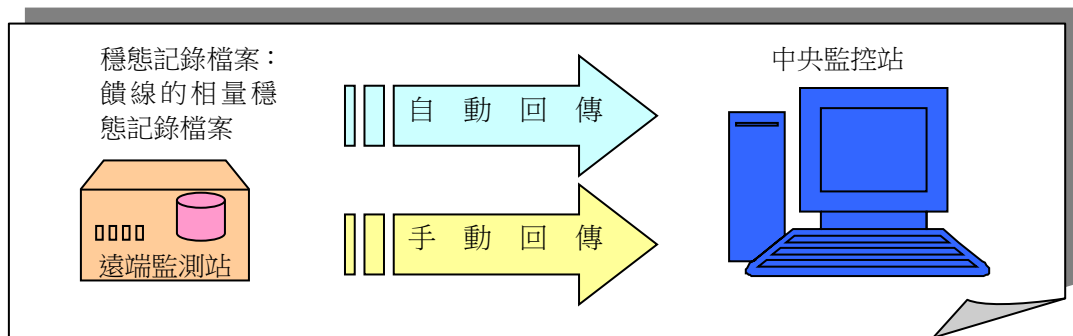 穩態記錄檔案：
饋線的相量穩
態記錄檔案
遠端監測站
自動回傳
手動回傳
中央監控站